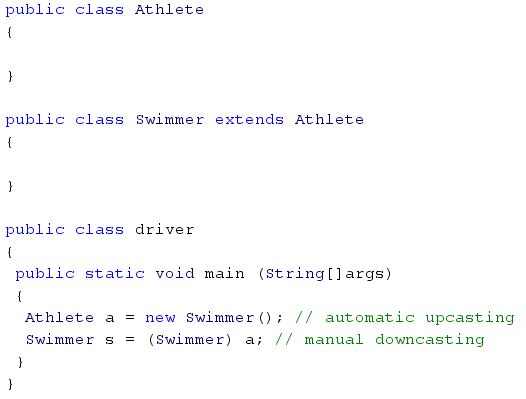 public class Athlete
{
}
public class Swimmer extends Athlete
{
}
public class driver
{
public static void main (String[]args)
{
Athlete a = new Swimmer(); // automatic upcasting
Swimmer s = (Swimmer) a; // manual downcasting
}
}